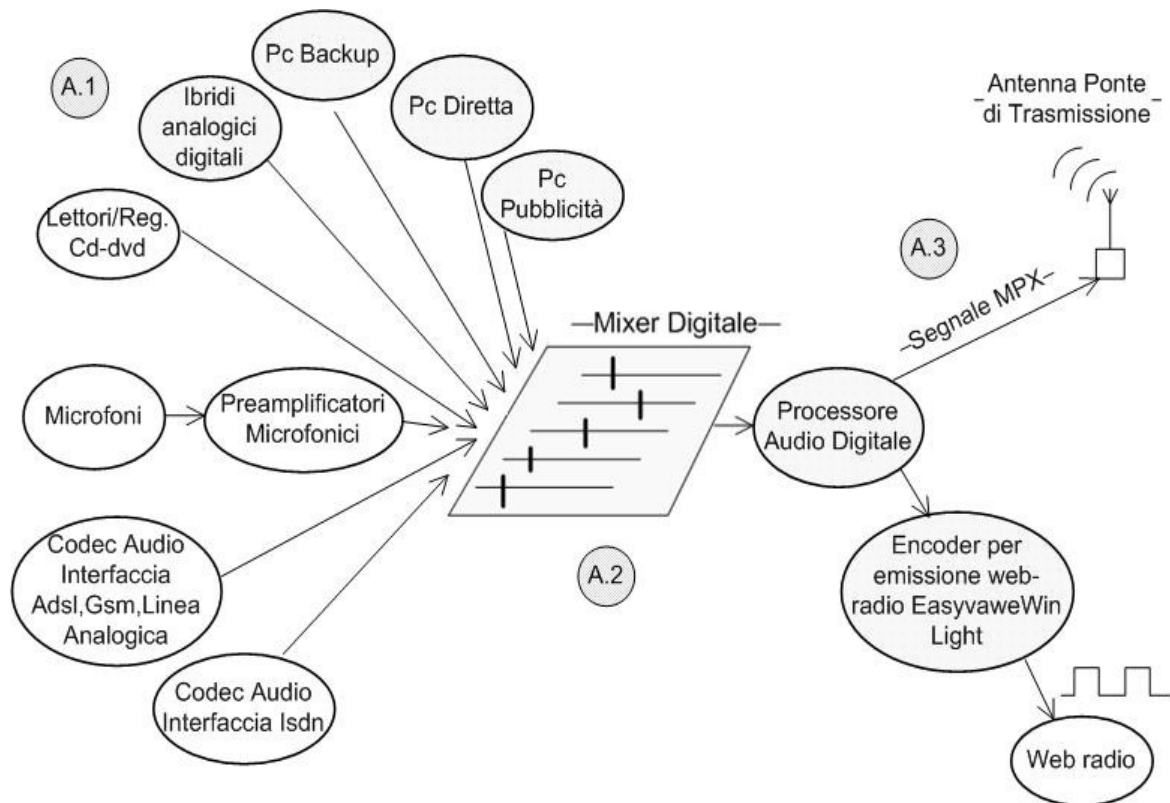 A.1
Pc Backup
Ibridi
analogici
digitali
Pc Diretta
Pc
Pubblicità
Lettori/Reg.
Cd-dvd
Microfoni
Preamplificatori
Microfonici
Codec Audio
Interfaccia
Adsl,Gsm,Linea
Analogica
Codec Audio
Interfaccia Isdn
—Mixer Digitale—
A.2
Processore
Audio Digitale
A.3
–Segnale MPX–
Antenna Ponte
di Trasmissione
Encoder per
emissione web-
radio EasyvaweWin
Light
Web radio